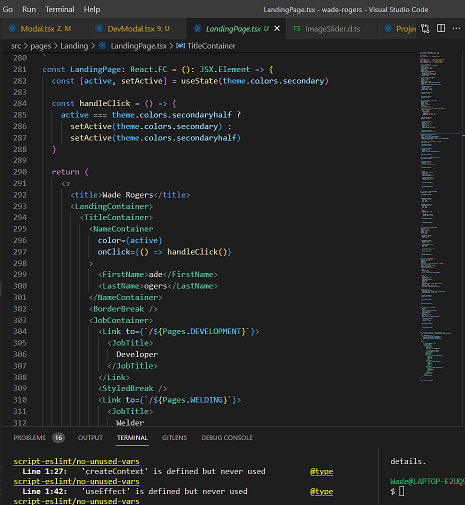 Go Run Terminal Help LandingPage.tsx - wade-rogers - Visual Studio Code
Modal.tsx 2, M DevModal.tsx 9, U LandingPage.tsx U ImageSlider.d.ts Projec
src > pages > Landing > LandingPage.tsx > TitleContainer
280
281 const LandingPage: React.FC = (): JSX.Element => {
282 const [active, setActive] = useState(theme.colors.secondary)
283
284 const handleClick = () => {
285 active === theme.colors.secondaryhalf ?
286 setActive(theme.colors.secondary) :
287 setActive(theme.colors.secondaryhalf)
288 }
289
290 return (
291 <>
292 <title>Wade Rogers</title>
293 <LandingContainer>
294 <TitleContainer>
295 <NameContainer
296 color={active}
297 onClick={() => handleClick()}
298 >
299 <FirstName>ade</FirstName>
300 <LastName>ogers</LastName>
301 </NameContainer>
302 <BorderBreak />
303 <JobContainer>
304 <Link to={`/${Pages.DEVELOPMENT}`}>
305 <JobTitle>
306 Developer
307 </JobTitle>
308 </Link>
309 <StyledBreak />
310 <Link to={`/${Pages.WELDING}`}>
311 <JobTitle>
312 Welder
PROBLEMS 16 OUTPUT TERMINAL GITLENS DEBUG CONSOLE
script-eslint/no-unused-vars details.
Line 1:27: 'createContext' is defined but never used @type
script-eslint/no-unused-vars Wade@LAPTOP-E2UQ9
Line 1:42: 'useEffect' is defined but never used @type $
script-eslint/no-unused-vars